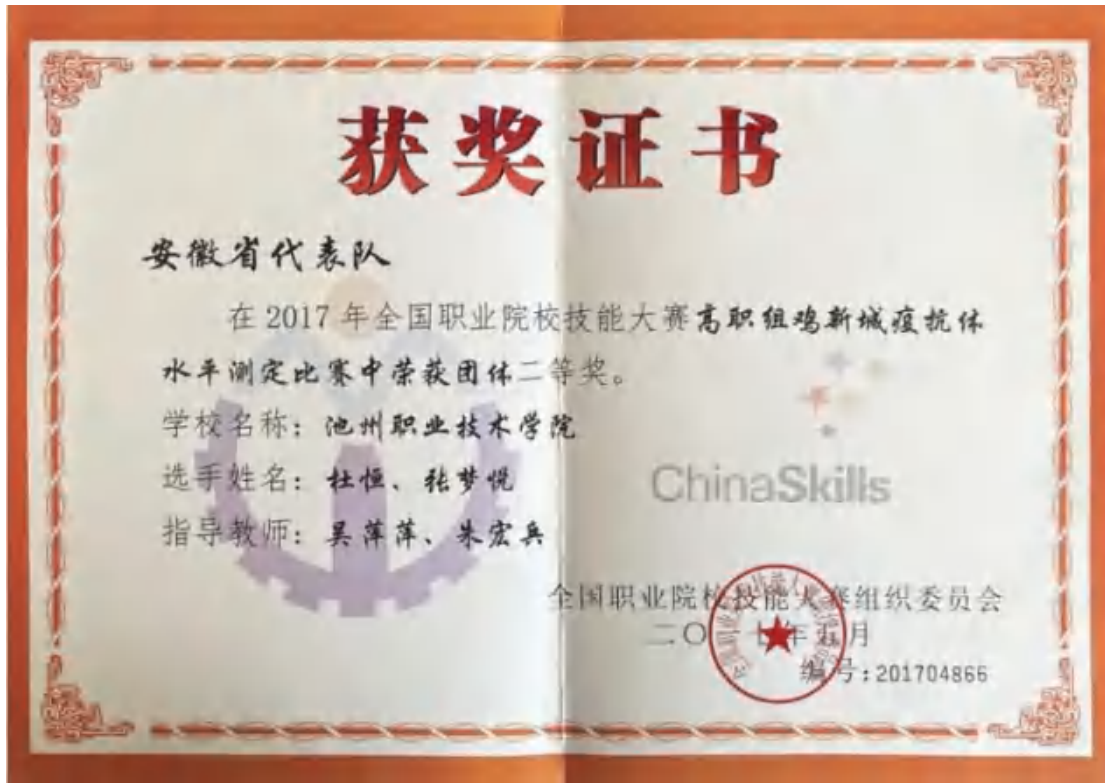 获奖证书
安徽省代表队
在2017年全国职业院校技能大赛高职组鸡新城疫抗体
水平测定比赛中荣获团体二等奖。
学校名称：池州职业技术学院
选手姓名：杜恒、张梦悦
指导教师：吴萍萍、朱宏兵
ChinaSkills
全国职业院校技能大赛组织委员会
二〇一七年五月
编号:201704866